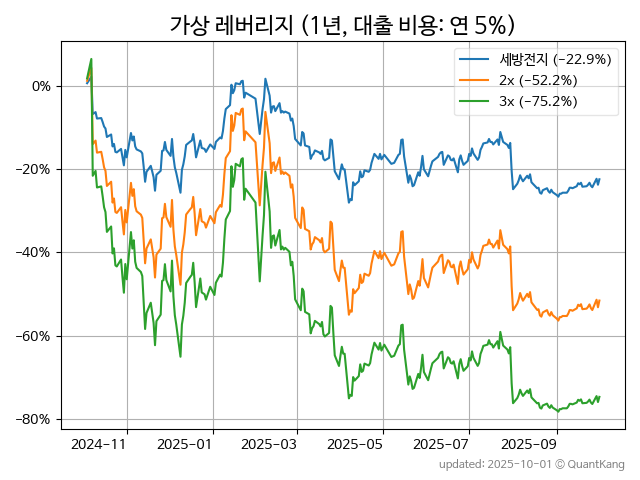 가상 레버리지 (1년, 대출 비용: 연 5%)
세방전지 (−22.9%)
2x (−52.2%)
3x (−75.2%)
0%
−20%
−40%
−60%
−80%
2024-11
2025-01
2025-03
2025-05
2025-07
2025-09
updated: 2025-10-01 © QuantKang